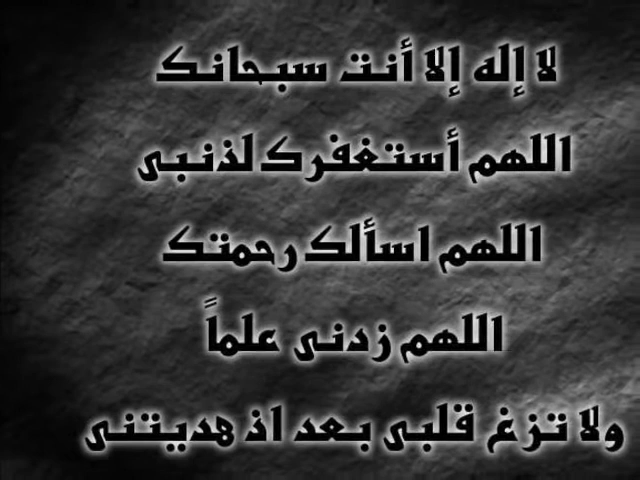 لا إله إلا أنت سبحانك
اللهم أستغفرك لذنبى
اللهم اسألك رحمتك
اللهم زدنى علماً
ولا تزغ قلبى بعد اذ هديتنى